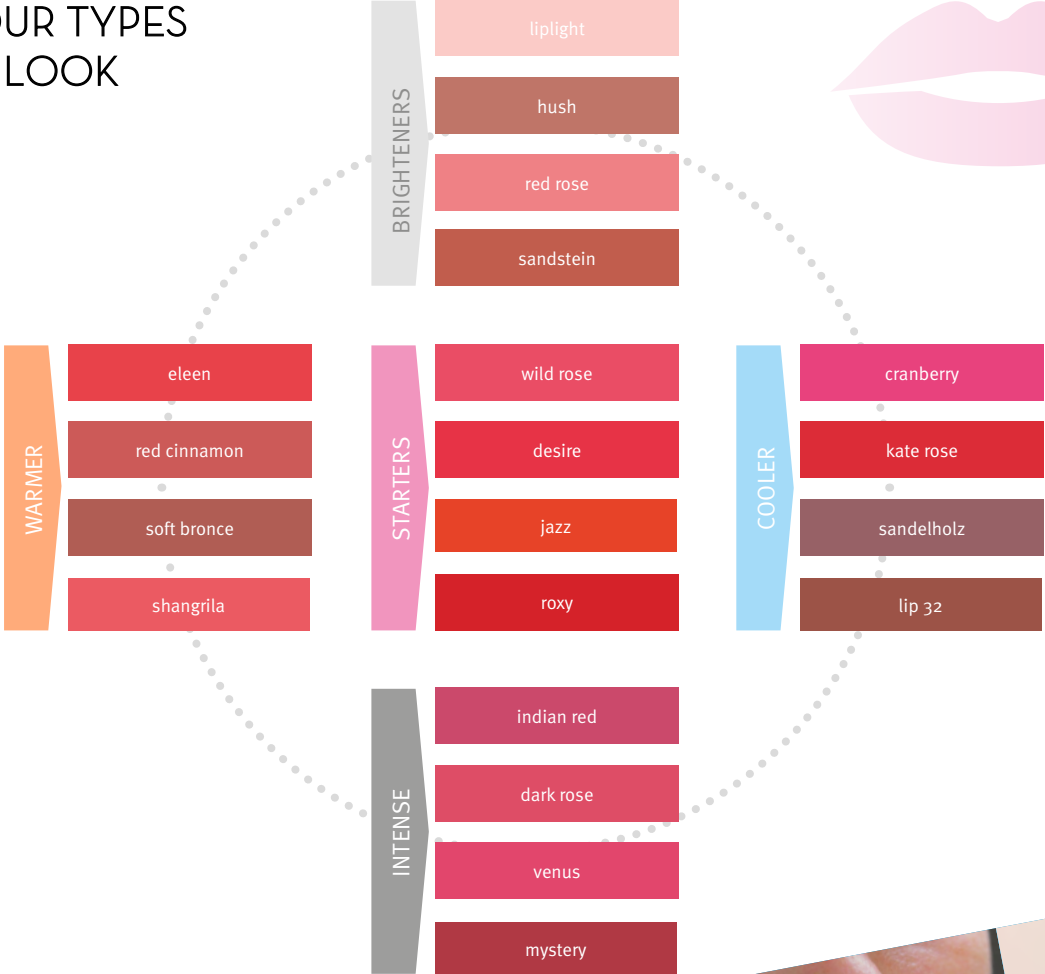 OUR TYPES
LOOK
BRIGHTENERS
liplight
hush
red rose
sandstein
WARMER
eleen
red cinnamon
soft bronce
shangrila
STARTERS
wild rose
desire
jazz
roxy
COOLER
cranberry
kate rose
sandelholz
lip 32
INTENSE
indian red
dark rose
venus
mystery